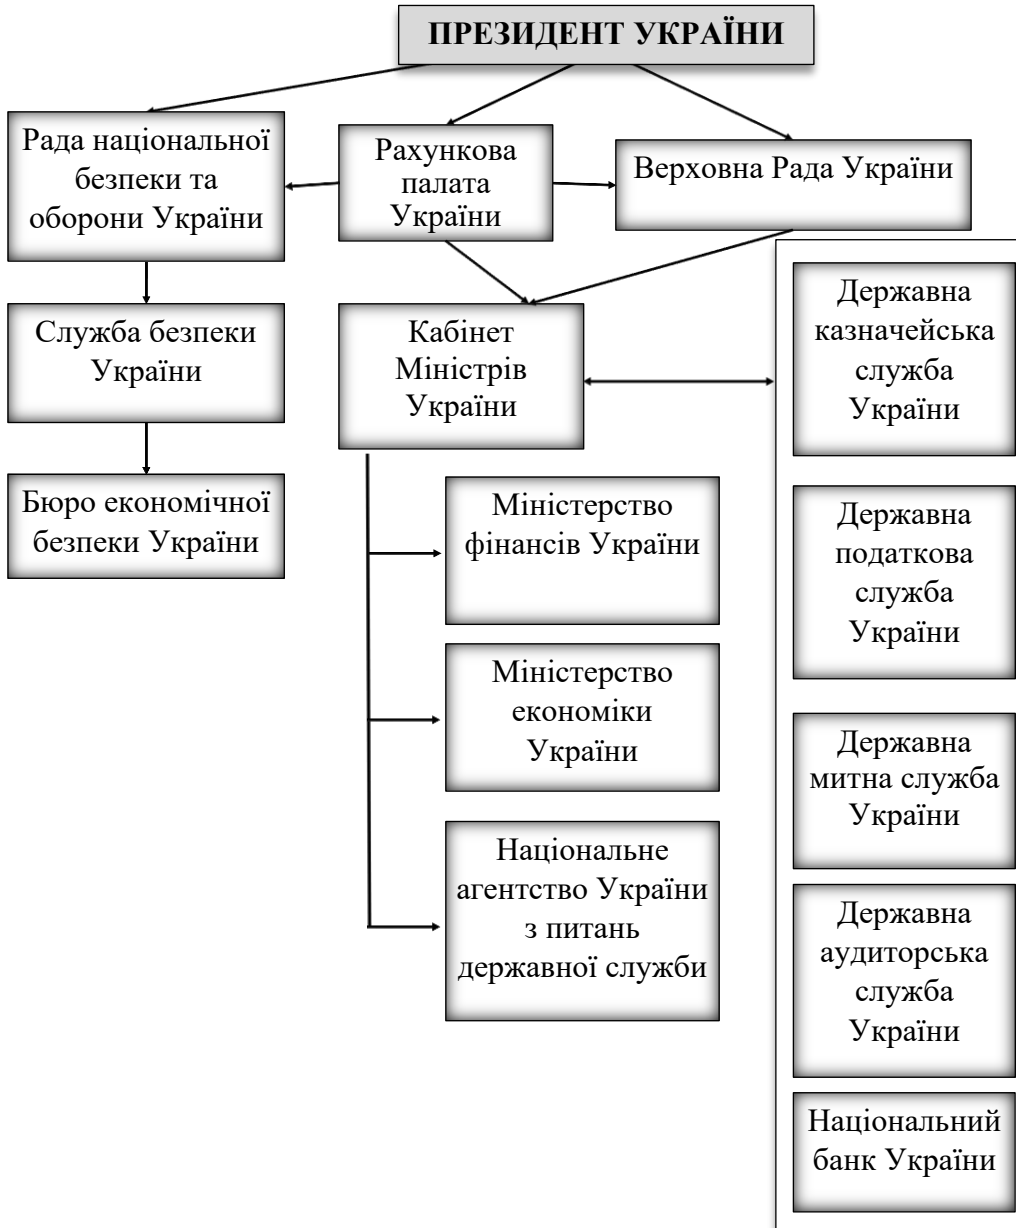 ПРЕЗИДЕНТ УКРАЇНИ
Рада національної
безпеки та
оборони України
Рахункова
палата
України
Верховна Рада України
Служба безпеки
України
Кабінет
Міністрів
України
Державна
казначейська
служба
України
Бюро економічної
безпеки України
Міністерство
фінансів України
Державна
податкова
служба
України
Міністерство
економіки
України
Державна
митна служба
України
Національне
агентство України
з питань
державної служби
Державна
аудиторська
служба
України
Національний
банк України